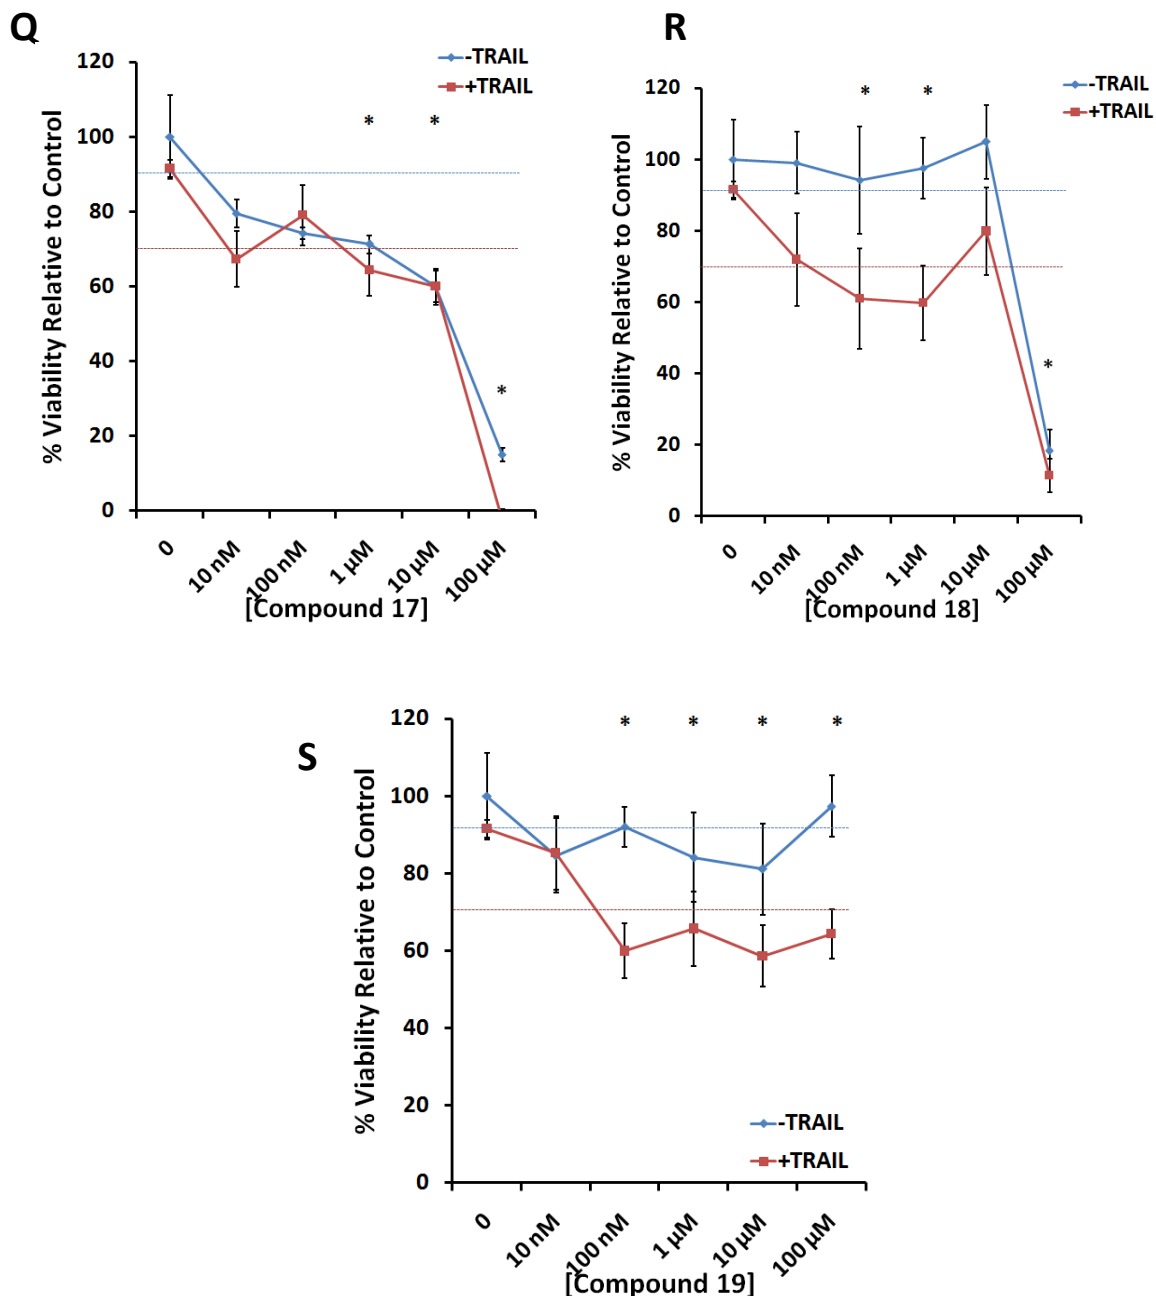 Q
-TRAIL
+TRAIL
120
100
80
60
40
20
0
% Viability Relative to Control
*
*
*
0
10 nM
100 nM
1 µM
10 µM
100 µM
[Compound 17]
R
-TRAIL
+TRAIL
120
100
80
60
40
20
0
% Viability Relative to Control
*
*
*
0
10 nM
100 nM
1 µM
10 µM
100 µM
[Compound 18]
S
120
100
80
60
40
20
0
% Viability Relative to Control
*
*
*
*
-TRAIL
+TRAIL
0
10 nM
100 nM
1 µM
10 µM
100 µM
[Compound 19]